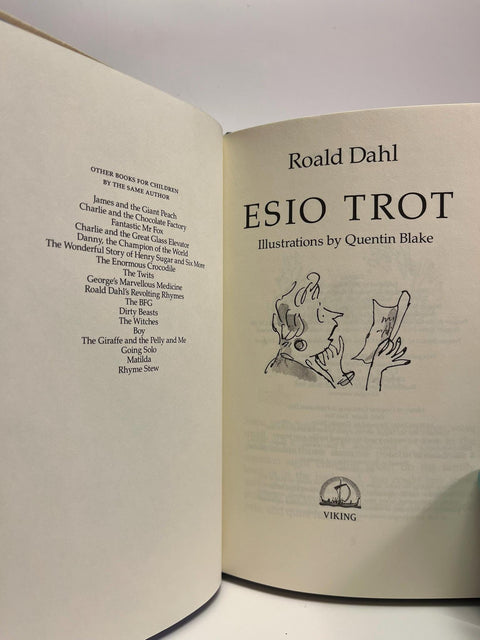 OTHER BOOKS FOR CHILDREN
BY THE SAME AUTHOR
James and the Giant Peach
Charlie and the Chocolate Factory
Fantastic Mr Fox
Charlie and the Great Glass Elevator
Danny, the Champion of the World
The Wonderful Story of Henry Sugar and Six More
The Enormous Crocodile
The Twits
George's Marvellous Medicine
Roald Dahl's Revolting Rhymes
The BFG
Dirty Beasts
The Witches
Boy
The Giraffe and the Pelly and Me
Going Solo
Matilda
Rhyme Stew
Roald Dahl
ESIO TROT
Illustrations by Quentin Blake
VIKING